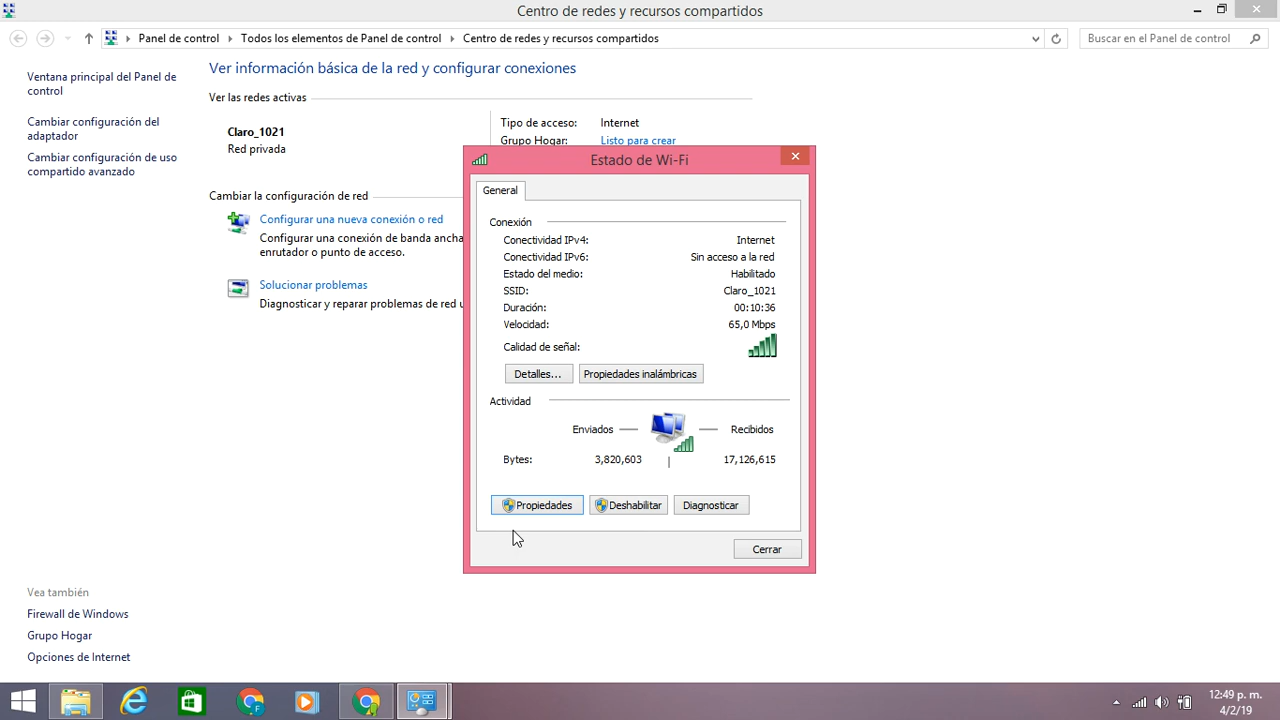 Centro de redes y recursos compartidos
Panel de control
Todos los elementos de Panel de control
Centro de redes y recursos compartidos
Buscar en el Panel de control
Ventana principal del Panel de
control
Cambiar configuración del
adaptador
Cambiar configuración de uso
compartido avanzado
Ver información básica de la red y configurar conexiones
Ver las redes activas
Claro_1021
Red privada
Tipo de acceso: Internet
Grupo Hogar: Listo para crear
Cambiar la configuración de red
Configurar una nueva conexión o red
Configurar una conexión de banda ancha
enrutador o punto de acceso.
Solucionar problemas
Diagnosticar y reparar problemas de red
Estado de Wi-Fi
General
Conexión
Conectividad IPv4: Internet
Conectividad IPv6: Sin acceso a la red
Estado del medio: Habilitado
SSID: Claro_1021
Duración: 00:10:36
Velocidad: 65,0 Mbps
Calidad de señal:
Detalles... Propiedades inalámbricas
Actividad
Enviados Recibidos
Bytes: 3,820,603 17,126,615
Propiedades Deshabilitar Diagnosticar
Cerrar
Vea también
Firewall de Windows
Grupo Hogar
Opciones de Internet
12:49 p. m.
4/2/19